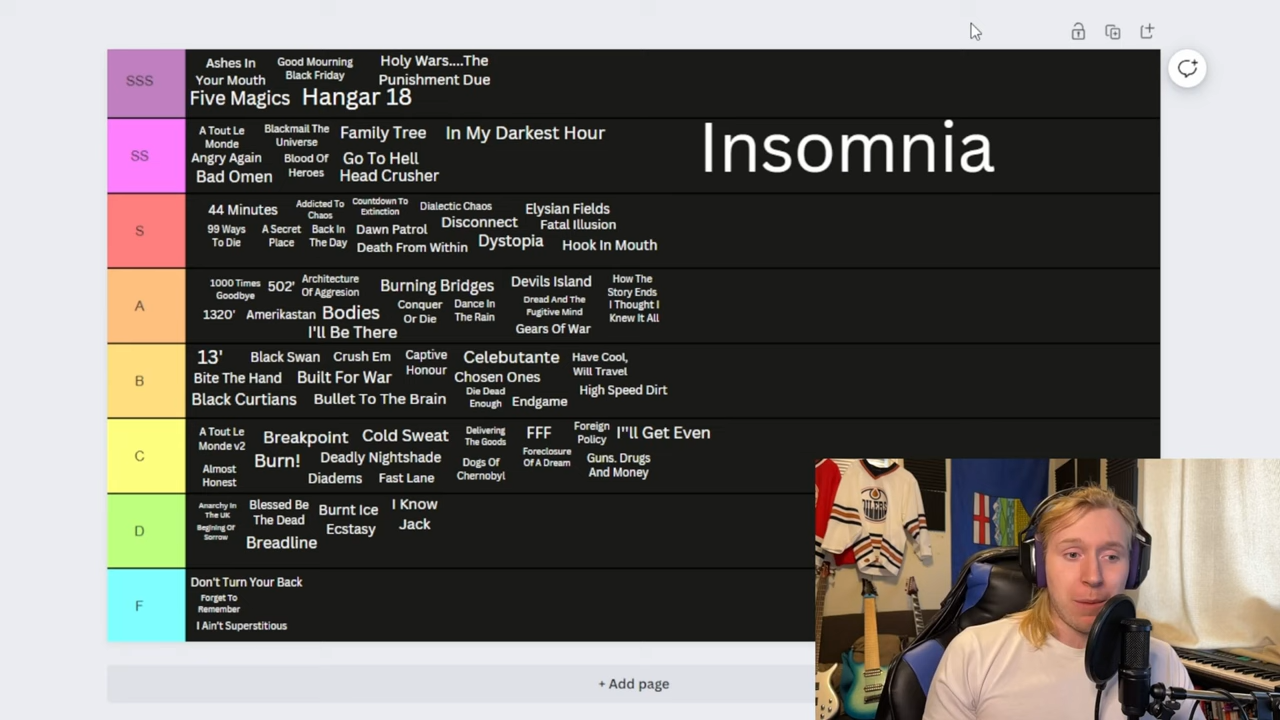 SSS
Ashes In
Your Mouth
Good Mourning
Black Friday
Holy Wars....The
Punishment Due
Five Magics
Hangar 18
SS
A Tout Le
Monde
Blackmail The
Universe
Family Tree
In My Darkest Hour
Angry Again
Blood Of
Heroes
Go To Hell
Bad Omen
Head Crusher
Insomnia
S
44 Minutes
Addicted To
Chaos
Countdown To
Extinction
Dialectic Chaos
Elysian Fields
99 Ways
To Die
A Secret
Place
Back In
The Day
Dawn Patrol
Disconnect
Fatal Illusion
Death From Within
Dystopia
Hook In Mouth
A
1000 Times
Goodbye
502'
Architecture
Of Aggresion
Burning Bridges
Devils Island
How The
Story Ends
1320'
Amerikastan
Bodies
Conquer
Or Die
Dance In
The Rain
Dread And The
Fugitive Mind
I Thought I
Knew It All
I'll Be There
Gears Of War
B
13'
Black Swan
Crush Em
Captive
Honour
Celebutante
Have Cool,
Will Travel
Bite The Hand
Built For War
Chosen Ones
Black Curtians
Bullet To The Brain
Die Dead
Enough
Endgame
High Speed Dirt
C
A Tout Le
Monde v2
Breakpoint
Cold Sweat
Delivering
The Goods
FFF
Foreign
Policy
I"ll Get Even
Almost
Honest
Burn!
Deadly Nightshade
Dogs Of
Chernobyl
Foreclosure
Of A Dream
Guns. Drugs
And Money
Diadems
Fast Lane
D
Anarchy In
The UK
Blessed Be
The Dead
Burnt Ice
I Know
Jack
Begining Of
Sorrow
Breadline
Ecstasy
F
Don't Turn Your Back
Forget To
Remember
I Ain't Superstitious
OILERS
+ Add page